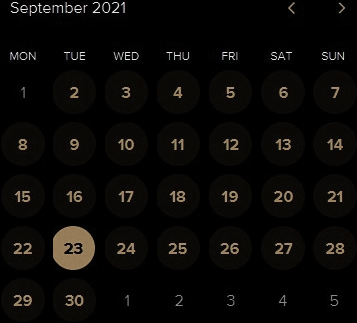 September 2021
MON TUE WED THU FRI SAT SUN
1 2 3 4 5 6 7
8 9 10 11 12 13 14
15 16 17 18 19 20 21
22 23 24 25 26 27 28
29 30 1 2 3 4 5